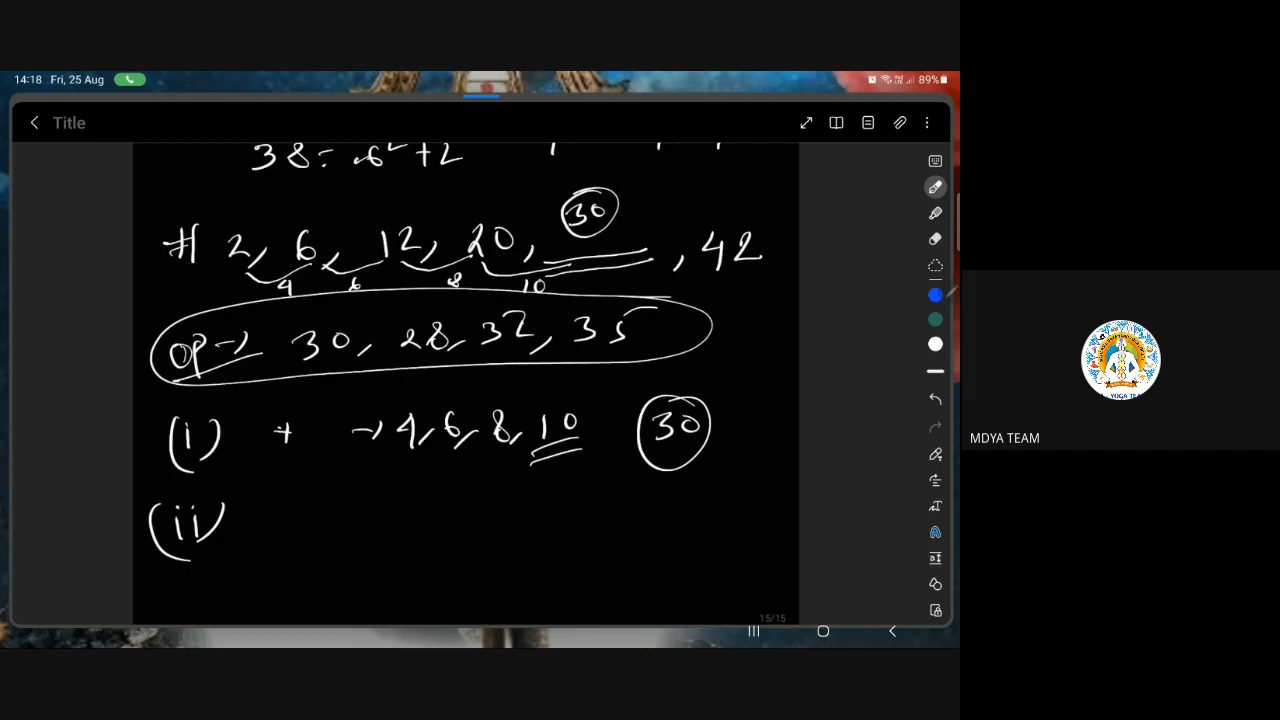 14:18 Fri, 25 Aug 89%
Title
38 = 6² + 2
30
# 2, 6, 12, 20, ____, 42
4 6 8 10
OP → 30, 28, 32, 35
(i) + → 4, 6, 8, 10 30
(ii)
15/15
MDYA TEAM